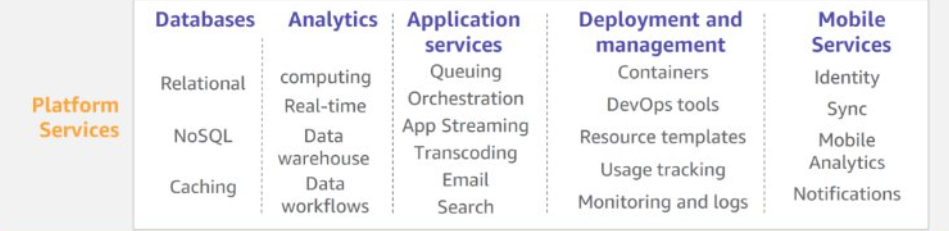 Platform
Services
Databases
Relational
NoSQL
Caching
Analytics
computing
Real-time
Data
warehouse
Data
workflows
Application
services
Queuing
Orchestration
App Streaming
Transcoding
Email
Search
Deployment and
management
Containers
DevOps tools
Resource templates
Usage tracking
Monitoring and logs
Mobile
Services
Identity
Sync
Mobile
Analytics
Notifications